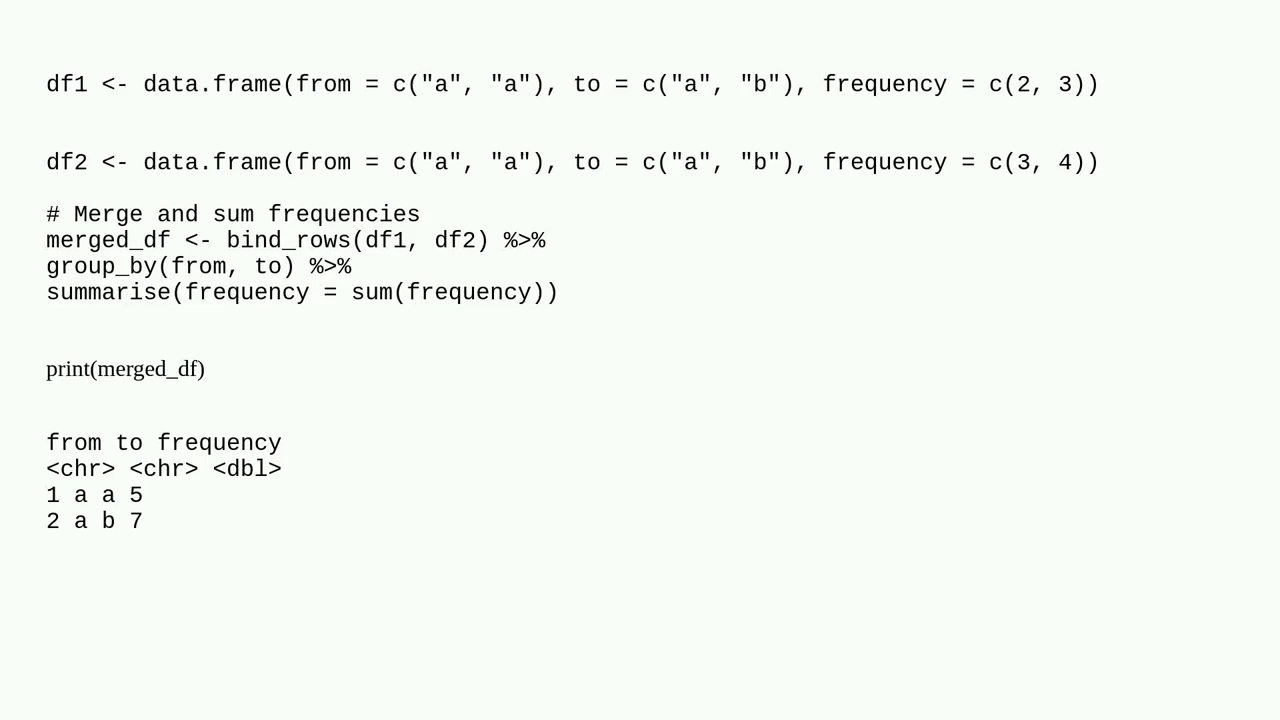 df1 <- data.frame(from = c("a", "a"), to = c("a", "b"), frequency = c(2, 3))
df2 <- data.frame(from = c("a", "a"), to = c("a", "b"), frequency = c(3, 4))
# Merge and sum frequencies
merged_df <- bind_rows(df1, df2) %>%
group_by(from, to) %>%
summarise(frequency = sum(frequency))
print(merged_df)
from to frequency
<chr> <chr> <dbl>
1 a a 5
2 a b 7